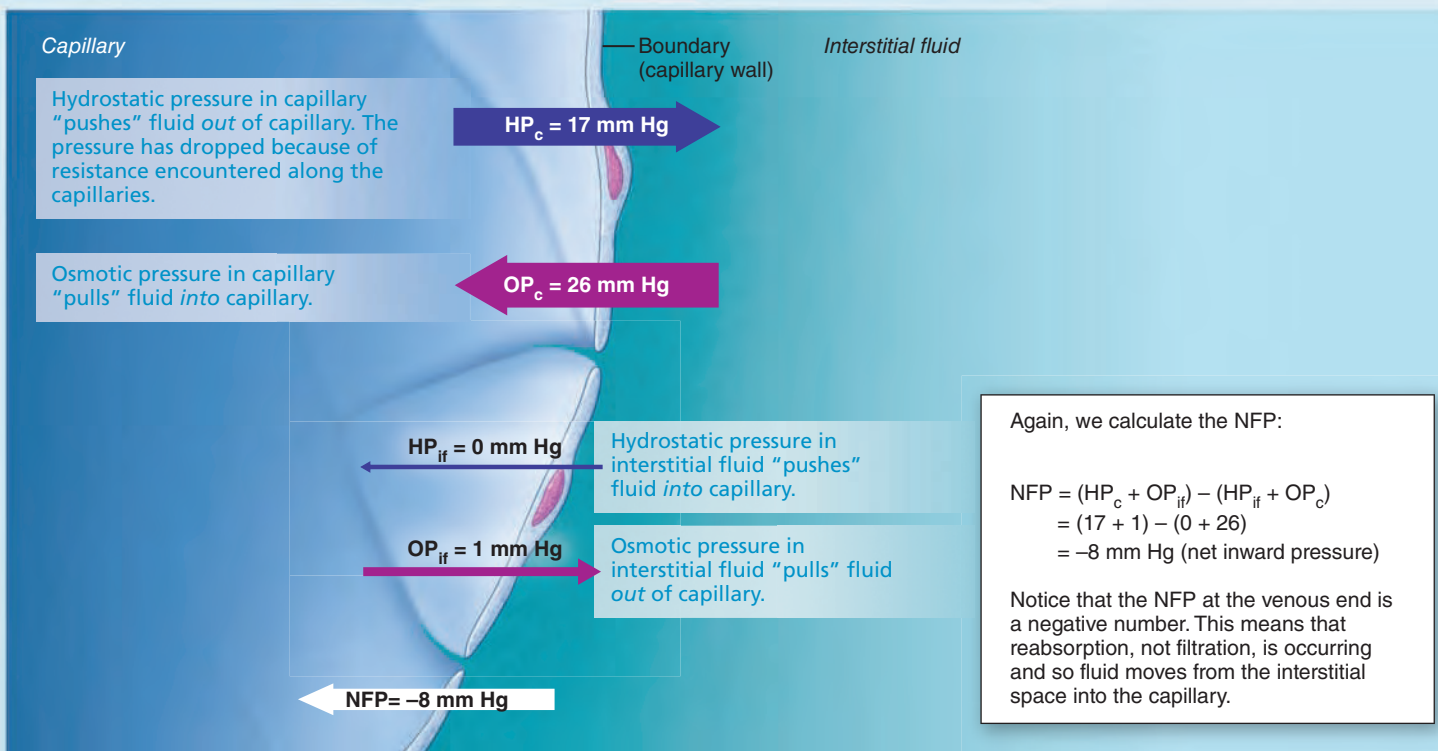 Capillary
Boundary
(capillary wall)
Interstitial fluid
Hydrostatic pressure in capillary
“pushes” fluid out of capillary. The
pressure has dropped because of
resistance encountered along the
capillaries.
HPc = 17 mm Hg
Osmotic pressure in capillary
“pulls” fluid into capillary.
OPc = 26 mm Hg
HPif = 0 mm Hg
Hydrostatic pressure in
interstitial fluid “pushes”
fluid into capillary.
OPif = 1 mm Hg
Osmotic pressure in
interstitial fluid “pulls” fluid
out of capillary.
NFP= –8 mm Hg
Again, we calculate the NFP:
NFP = (HPc + OPif) – (HPif + OPc)
= (17 + 1) – (0 + 26)
= –8 mm Hg (net inward pressure)
Notice that the NFP at the venous end is
a negative number. This means that
reabsorption, not filtration, is occurring
and so fluid moves from the interstitial
space into the capillary.